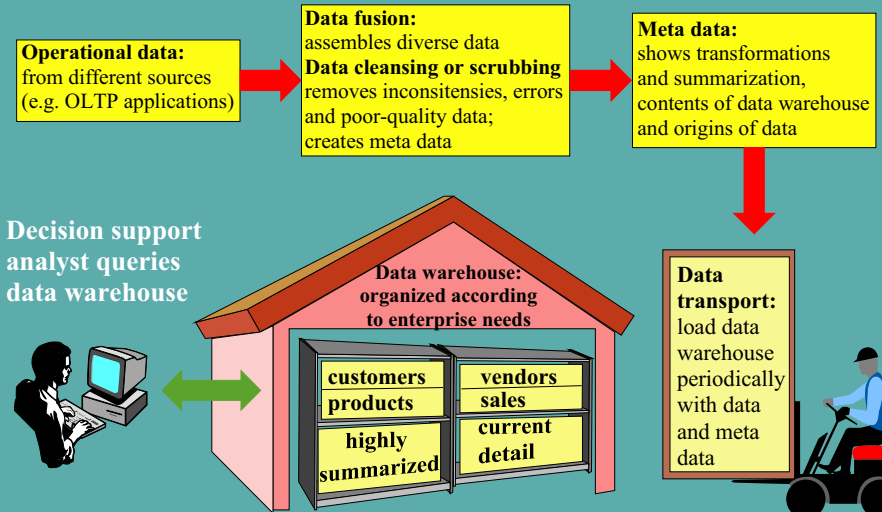 Operational data:
from different sources
(e.g. OLTP applications)
Data fusion:
assembles diverse data
Data cleansing or scrubbing
removes inconsitensies, errors
and poor-quality data;
creates meta data
Meta data:
shows transformations
and summarization,
contents of data warehouse
and origins of data
Decision support
analyst queries
data warehouse
Data warehouse:
organized according
to enterprise needs
customers
products
highly
summarized
vendors
sales
current
detail
Data
transport:
load data
warehouse
periodically
with data
and meta
data